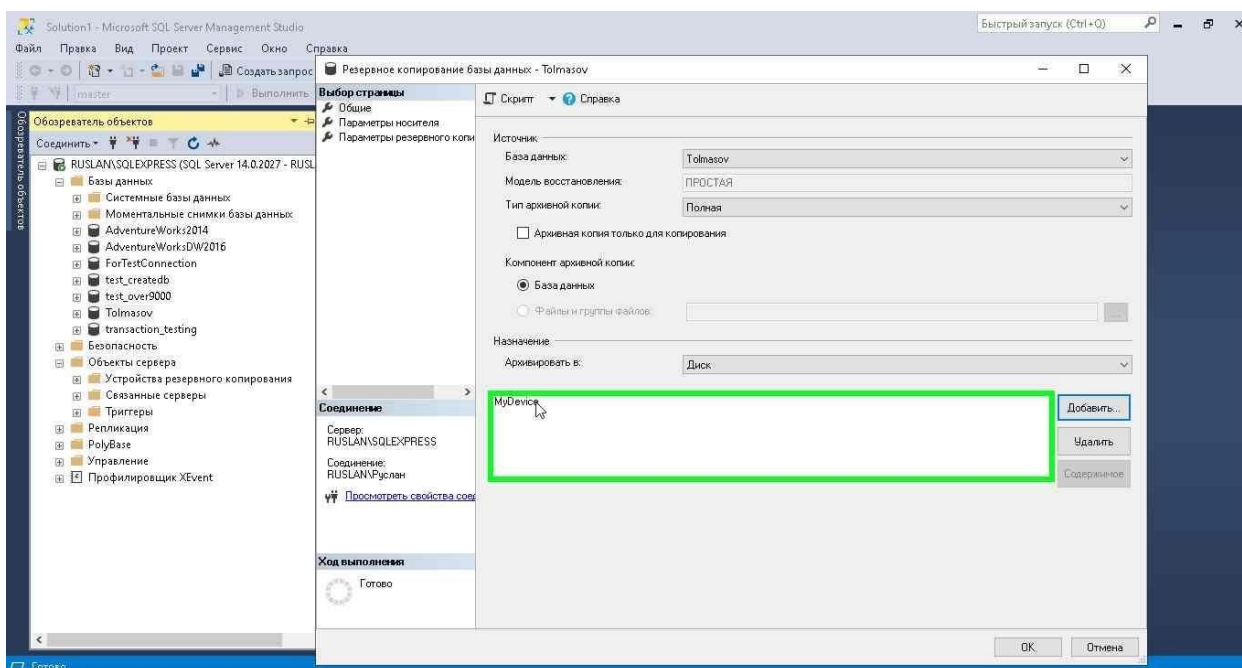 Solution1 - Microsoft SQL Server Management Studio
Быстрый запуск (Ctrl+Q)
Файл Правка Вид Проект Сервис Окно Справка
Создать запрос
master
Выполнить
Обозреватель объектов
Обозреватель объектов
Соединить
RUSLAN\SQLEXPRESS (SQL Server 14.0.2027 - RUSL
Базы данных
Системные базы данных
Моментальные снимки базы данных
AdventureWorks2014
AdventureWorksDW2016
ForTestConnection
test_createdb
test_over9000
Tolmasov
transaction_testing
Безопасность
Объекты сервера
Устройства резервного копирования
Связанные серверы
Триггеры
Репликация
PolyBase
Управление
Профилировщик XEvent
Готово
Резервное копирование базы данных - Tolmasov
Выбор страницы
Общие
Параметры носителя
Параметры резервного копи
Соединение
Сервер:
RUSLAN\SQLEXPRESS
Соединение:
RUSLAN\Руслан
Просмотреть свойства соед
Ход выполнения
Готово
Скрипт Справка
Источник
База данных: Tolmasov
Модель восстановления: ПРОСТАЯ
Тип архивной копии: Полная
Архивная копия только для копирования
Компонент архивной копии:
База данных
Файлы и группы файлов:
...
Назначение
Архивировать в: Диск
MyDevice
Добавить...
Удалить
Содержимое
ОК
Отмена